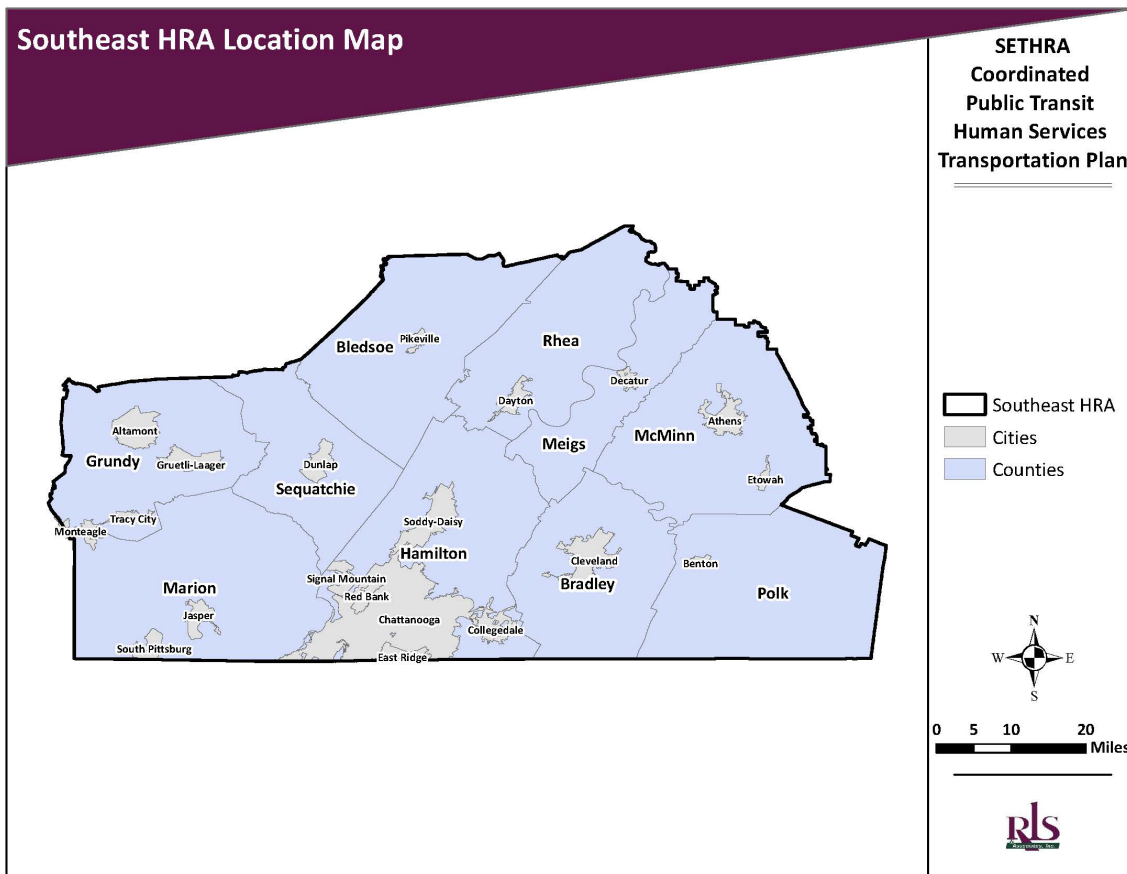 Southeast HRA Location Map
SETHRA
Coordinated
Public Transit
Human Services
Transportation Plan
Bledsoe
Pikeville
Rhea
Decatur
Dayton
Altamont
Athens
Meigs
McMinn
Grundy
Gruetli-Laager
Dunlap
Sequatchie
Etowah
Tracy City
Monteagle
Soddy-Daisy
Hamilton
Cleveland
Bradley
Benton
Polk
Signal Mountain
Red Bank
Marion
Jasper
Chattanooga
Collegedale
South Pittsburg
East Ridge
Southeast HRA
Cities
Counties
N
W E
S
0 5 10 20
Miles
RLS
& Associates, Inc.